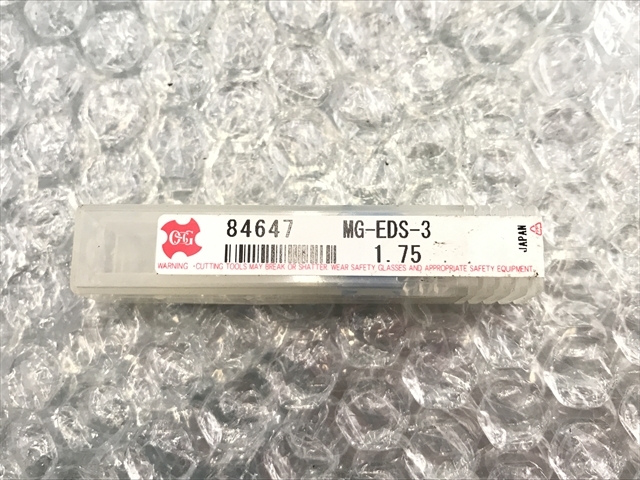 OSG 84647 MG-EDS-3
1.75
JAPAN
WARNING・CUTTING TOOLS MAY BREAK OR SHATTER WEAR SAFETY GLASSES AND APPROPRIATE SAFETY EQUIPMENT.